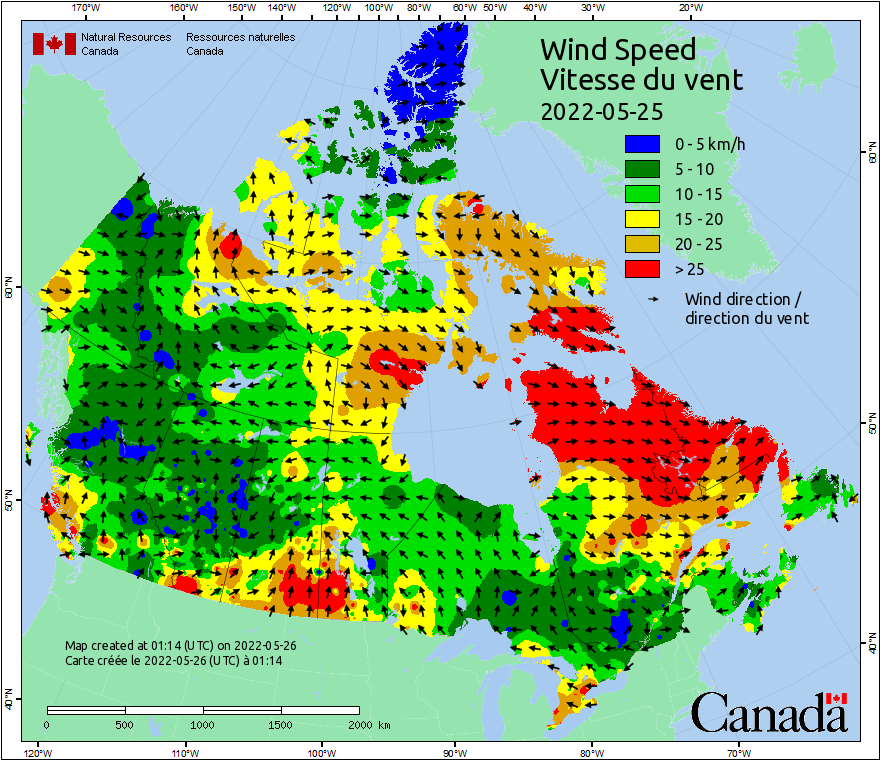 170°W 160°W 150°W 140°W 120°W 100°W 80°W 60°W 50°W 40°W 30°W 20°W
Natural Resources Ressources naturelles
Canada Canada
Wind Speed
Vitesse du vent
2022-05-25
0 - 5 km/h
5 - 10
10 - 15
15 - 20
20 - 25
> 25
Wind direction /
direction du vent
60°N
60°N
50°N
50°N
40°N
40°N
Map created at 01:14 (UTC) on 2022-05-26
Carte créée le 2022-05-26 (UTC) à 01:14
0 500 1000 1500 2000 km
Canada
120°W 110°W 100°W 90°W 80°W 70°W